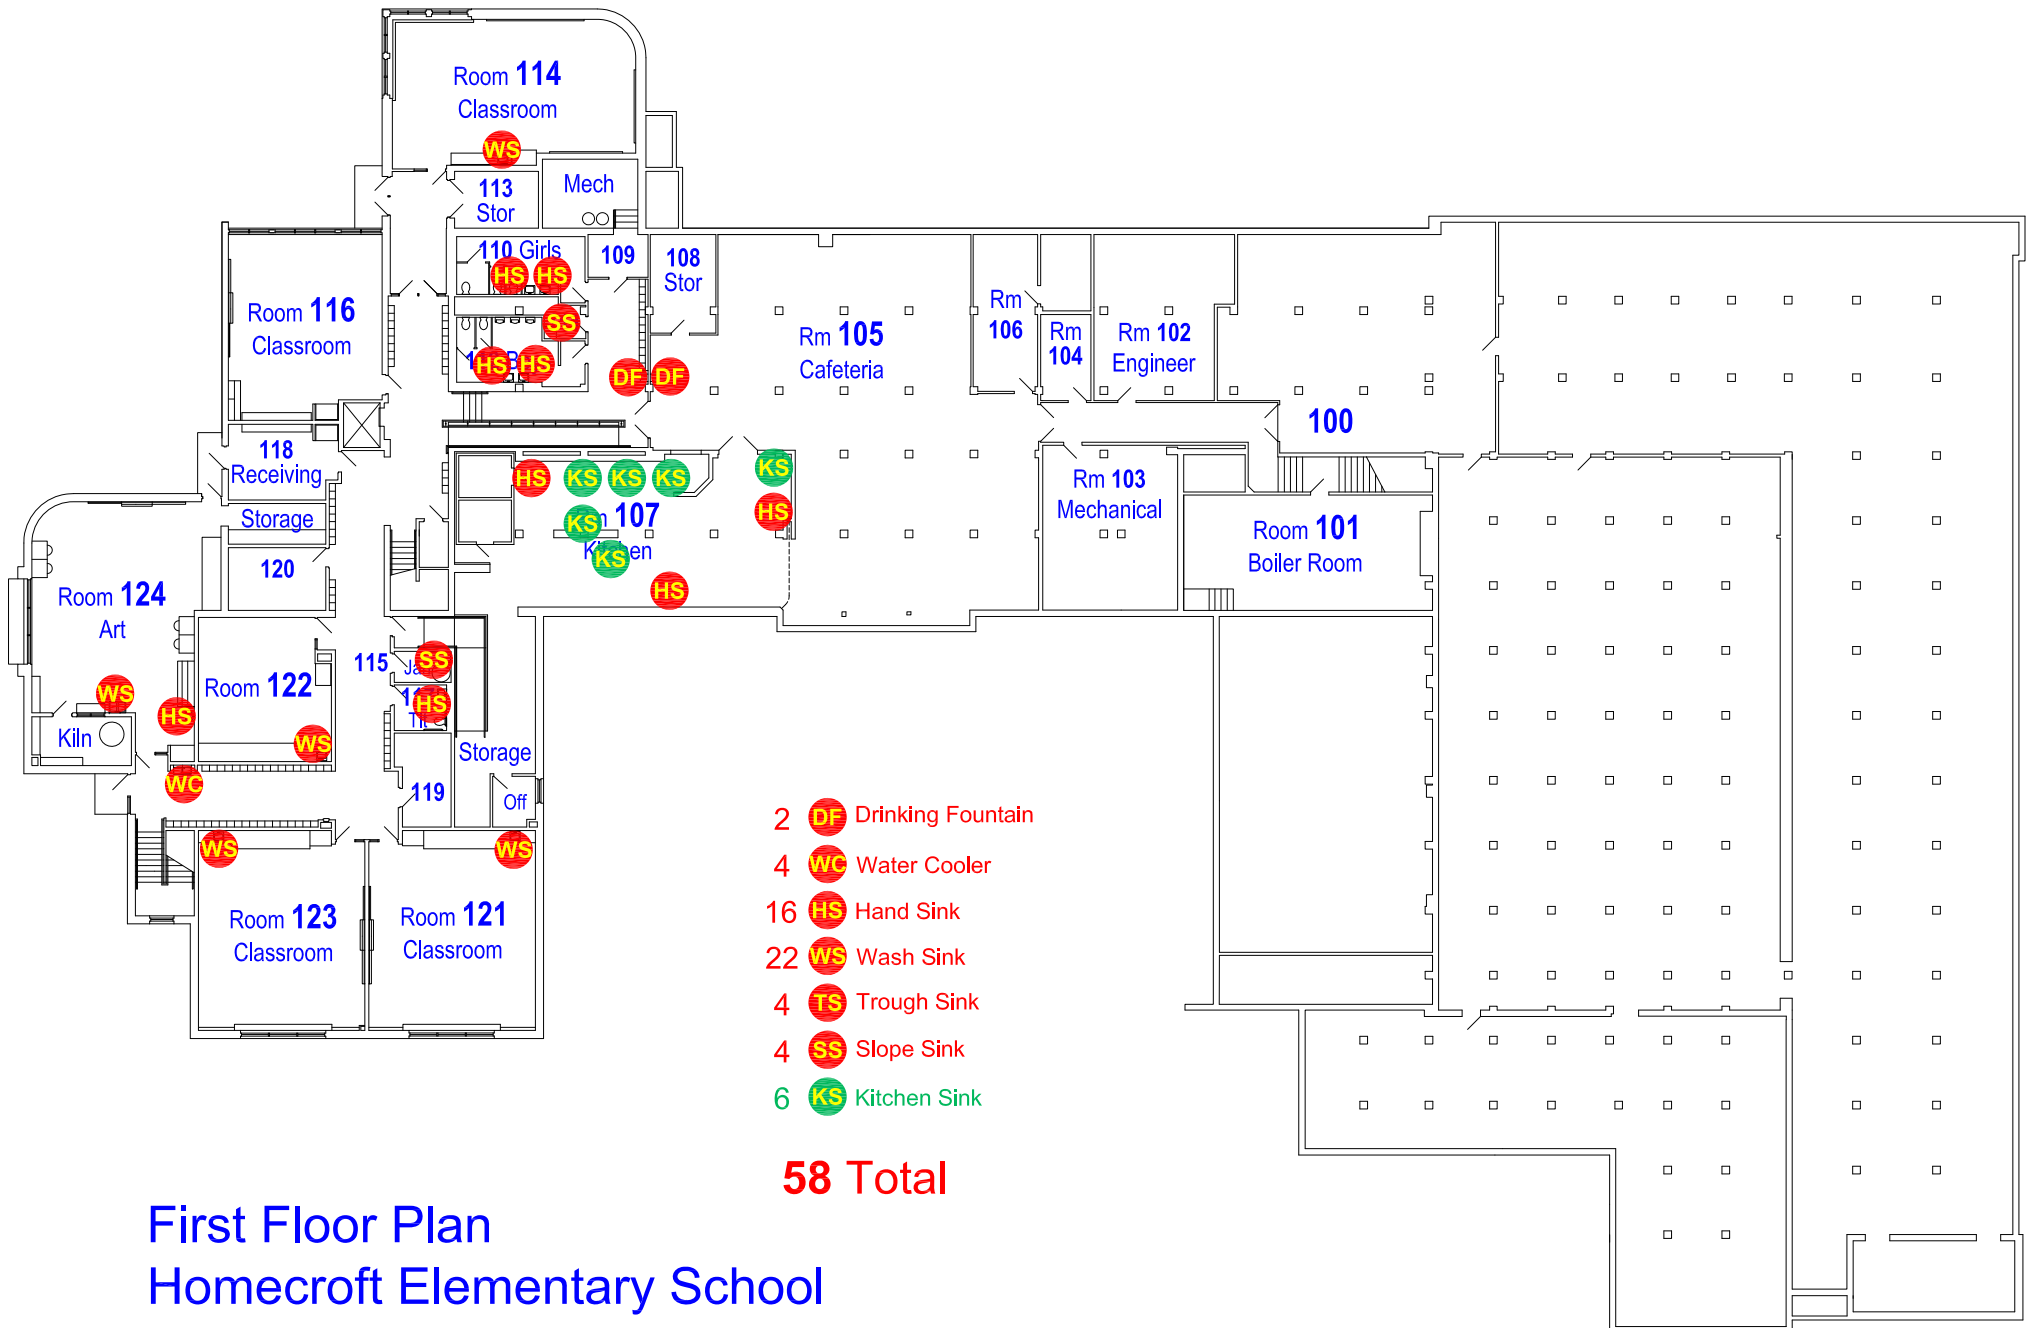 Room 114
Classroom
WS
113
Stor
Mech
110 Girls
HS HS
109
108
Stor
Room 116
Classroom
SS
HS HS
DF DF
Rm 105
Cafeteria
Rm
106
Rm
104
Rm 102
Engineer
100
118
Receiving
Storage
120
HS KS KS KS KS
KS
107
HS
KS
HS
Rm 103
Mechanical
Room 101
Boiler Room
Room 124
Art
WS
HS
Kiln
WC
Room 122
WS
115
SS
HS
Storage
119
Off
WS
WS
Room 123
Classroom
Room 121
Classroom
2 DF Drinking Fountain
4 WC Water Cooler
16 HS Hand Sink
22 WS Wash Sink
4 TS Trough Sink
4 SS Slope Sink
6 KS Kitchen Sink
58 Total
First Floor Plan
Homecroft Elementary School